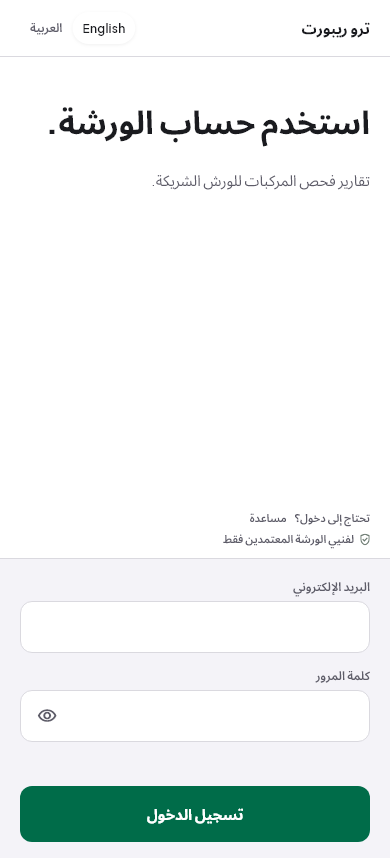 ترو ريبورت
English العربية
استخدم حساب الورشة.
تقارير فحص المركبات للورش الشريكة.
تحتاج إلى دخول؟ مساعدة
لفنيي الورشة المعتمدين فقط
البريد الإلكتروني
كلمة المرور
تسجيل الدخول